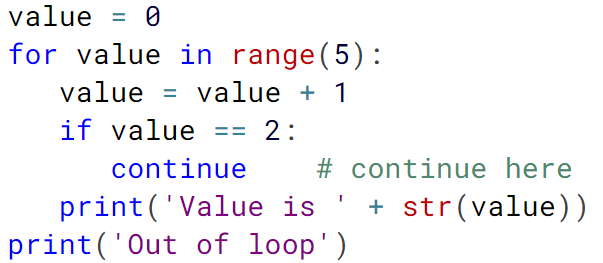 value = 0
for value in range(5):
   value = value + 1
   if value == 2:
      continue    # continue here
   print('Value is ' + str(value))
print('Out of loop')